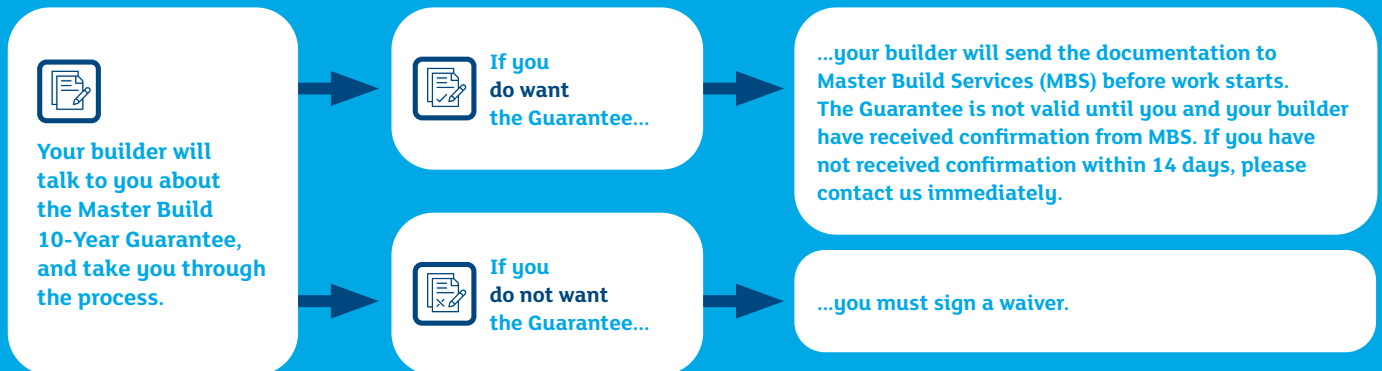 Your builder will
talk to you about
the Master Build
10-Year Guarantee,
and take you through
the process.
If you
do want
the Guarantee...
...your builder will send the documentation to
Master Build Services (MBS) before work starts.
The Guarantee is not valid until you and your builder
have received confirmation from MBS. If you have
not received confirmation within 14 days, please
contact us immediately.
If you
do not want
the Guarantee...
...you must sign a waiver.